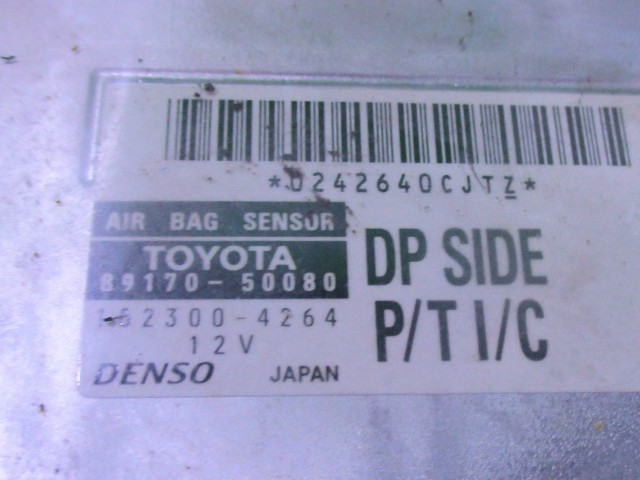 *0242640CJTZ*
AIR BAG SENSOR
TOYOTA
89170-50080
152300-4264
12V
DENSO JAPAN
DP SIDE
P/T I/C